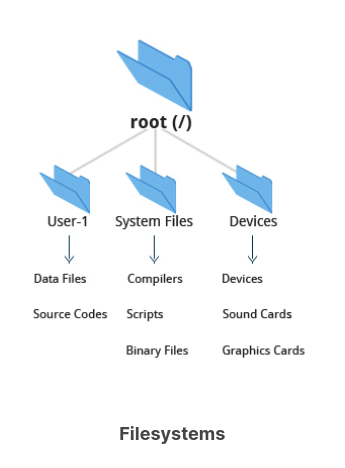 root (/)
User-1 System Files Devices
Data Files Compilers Devices
Source Codes Scripts Sound Cards
Binary Files Graphics Cards
Filesystems